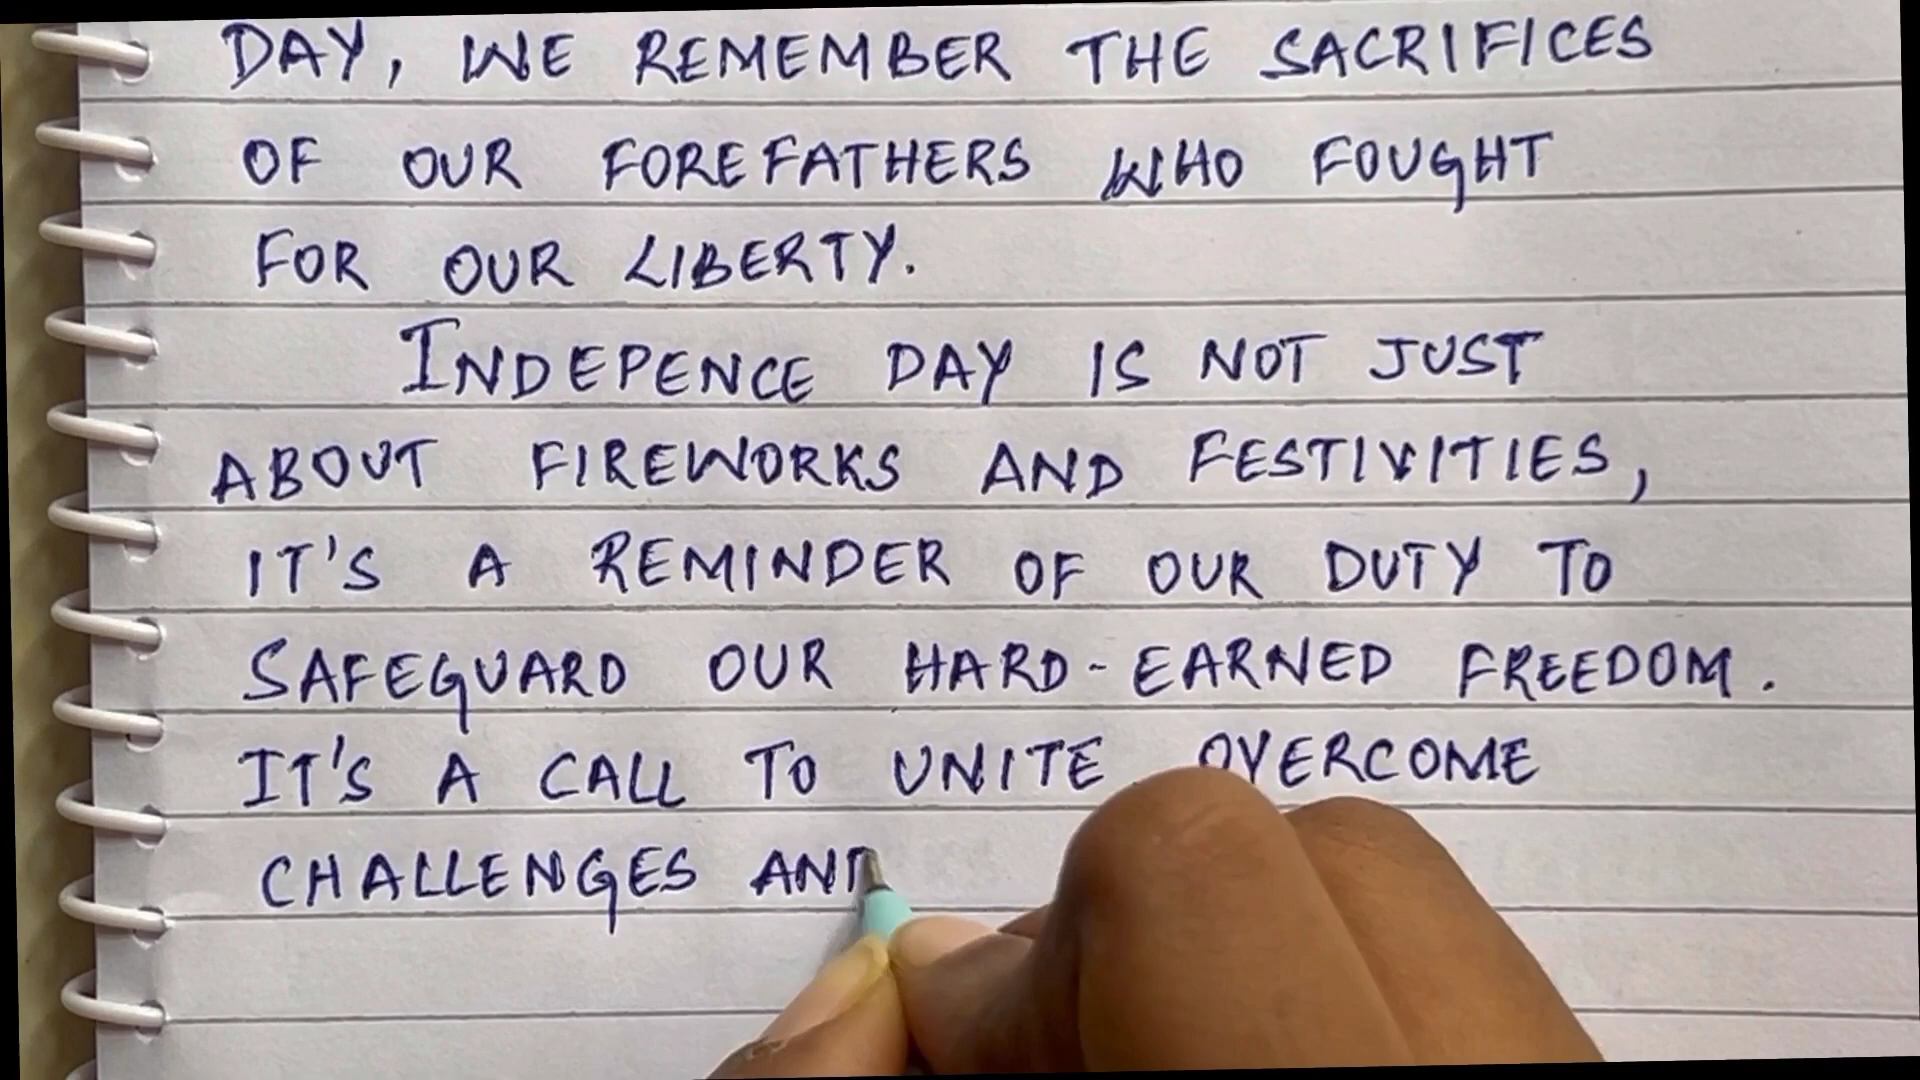 DAY, WE REMEMBER THE SACRIFICES
OF OUR FOREFATHERS WHO FOUGHT
FOR OUR LIBERTY.
INDEPENCE DAY IS NOT JUST
ABOUT FIREWORKS AND FESTIVITIES,
IT'S A REMINDER OF OUR DUTY TO
SAFEGUARD OUR HARD-EARNED FREEDOM.
IT'S A CALL TO UNITE OVERCOME
CHALLENGES AND